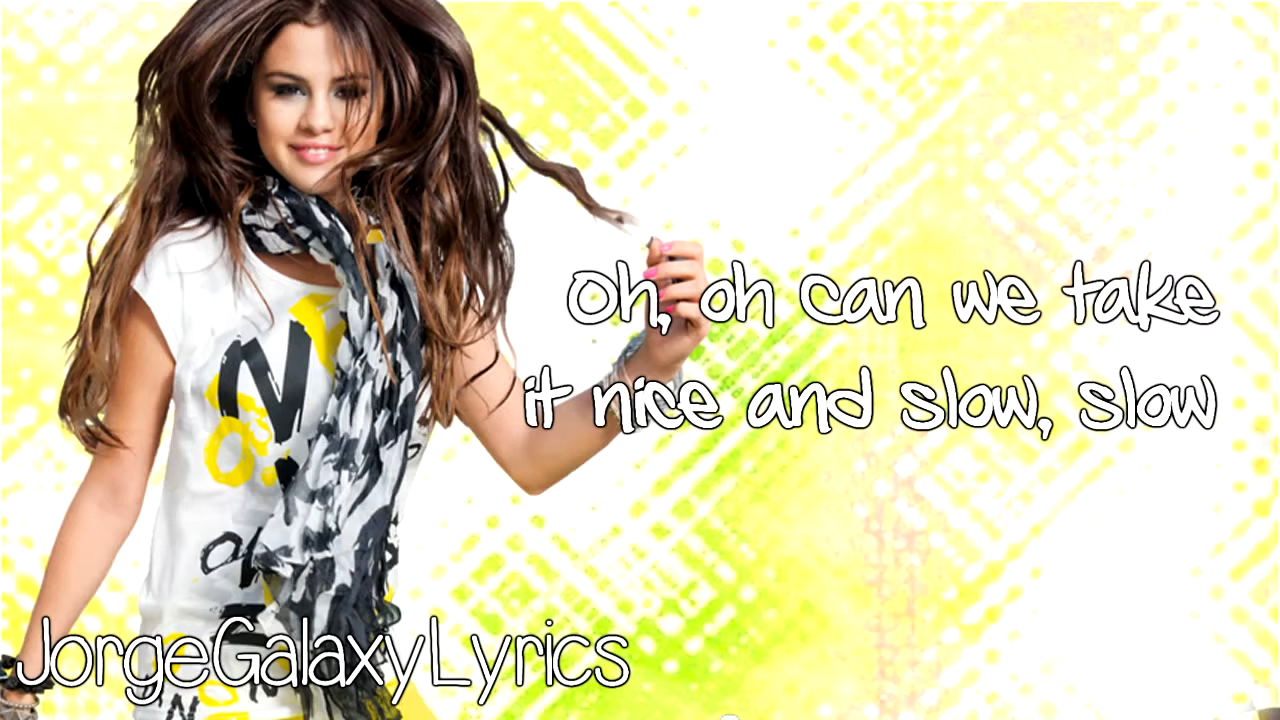 Oh, oh can we take
it nice and slow, slow
JorgeGalaxyLyrics